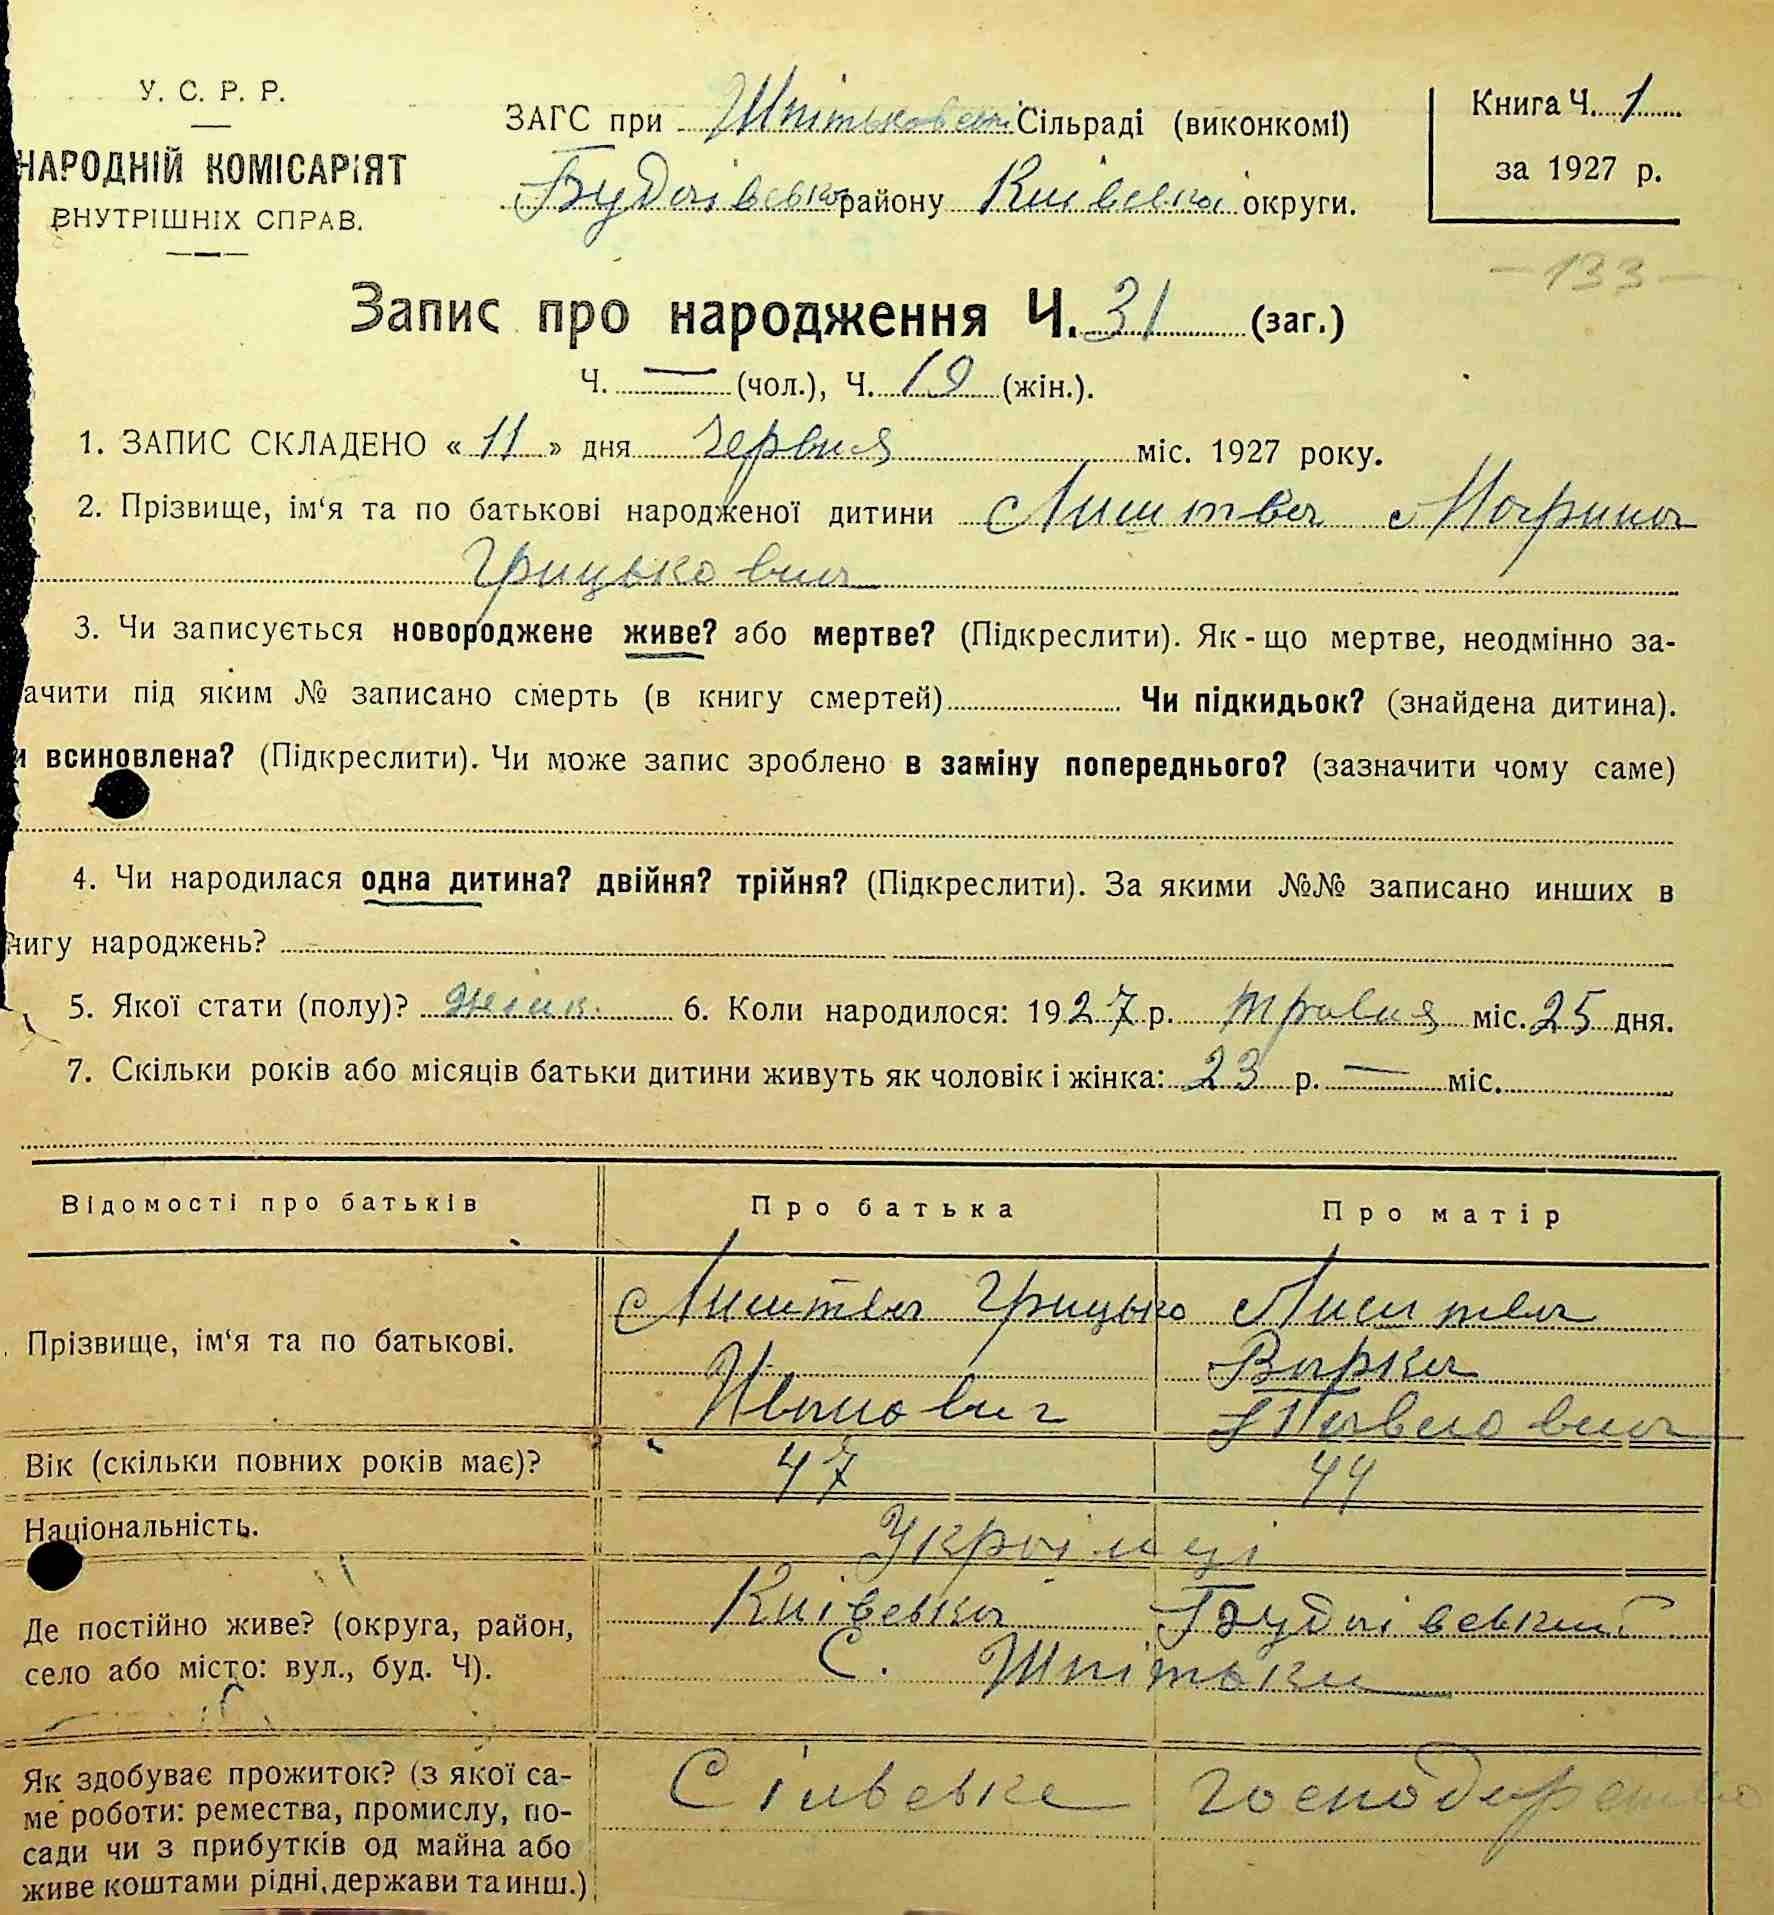 У. С. Р. Р.
НАРОДНІЙ КОМІСАРІЯТ
ВНУТРІШНІХ СПРАВ.
ЗАГС при Шпітьковській Сільраді (виконкомі)
Будаївського району Київської округи.
Книга Ч. 1
за 1927 р.
– 133 –
Запис про народження Ч. 31 (заг.)
Ч. — (чол.), Ч. 19 (жін.).
1. ЗАПИС СКЛАДЕНО « 11 » дня червня міс. 1927 року.
2. Прізвище, ім‘я та по батькові народженої дитини Лиштва Марина
Грицьковна
3. Чи записується новороджене живе? або мертве? (Підкреслити). Як-що мертве, неодмінно за-
ачити під яким № записано смерть (в книгу смертей) Чи підкидьок? (знайдена дитина).
и всиновлена? (Підкреслити). Чи може запис зроблено в заміну попереднього? (зазначити чому саме)
4. Чи народилася одна дитина? двійня? трійня? (Підкреслити). За якими №№ записано инших в
книгу народжень?
5. Якої стати (полу)? жінк. 6. Коли народилося: 1927 р. травня міс. 25 дня.
7. Скільки років або місяців батьки дитини живуть як чоловік і жінка: 23 р. — міс.
Відомості про батьків Про батька Про матір
Прізвище, ім‘я та по батькові.
Лиштва Грицько
Иванович
Лиштва
Варка
Павловна
Вік (скільки повних років має)? 47 44
Національність. Українці
Де постійно живе? (округа, район,
село або місто: вул., буд. Ч).
Київська Будаївський
С. Шпітьки
Як здобуває прожиток? (з якої са-
ме роботи: ремества, промислу, по-
сади чи з прибутків од майна або
живе коштами рідні, держави та инш.)
Сільське господарство